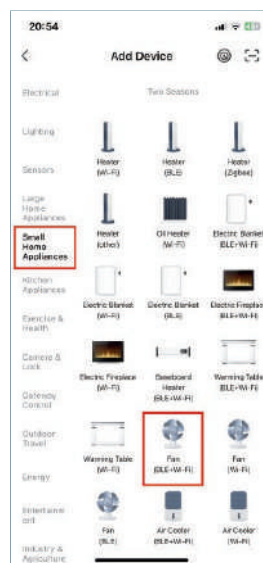 20:54
Add Device
Electrical
Lighting
Sensors
Large
Home
Appliances
Small
Home
Appliances
Kitchen
Appliances
Exercise &
Health
Camera &
Lock
Gateway
Control
Outdoor
Travel
Energy
Entertainm
ent
Industry &
Agriculture
Two Seasons
Heater
(Wi-Fi)
Heater
(BLE)
Heater
(Zigbee)
Heater
(other)
Oil Heater
(Wi-Fi)
Electric Blanket
(BLE+Wi-Fi)
Electric Blanket
(Wi-Fi)
Electric Blanket
(BLE)
Electric Fireplace
(BLE+Wi-Fi)
Electric Fireplace
(Wi-Fi)
Baseboard
Heater
(BLE+Wi-Fi)
Warming Table
(BLE+Wi-Fi)
Warming Table
(Wi-Fi)
Fan
(BLE+Wi-Fi)
Fan
(Wi-Fi)
Fan
(BLE)
Air Cooler
(BLE+Wi-Fi)
Air Cooler
(Wi-Fi)